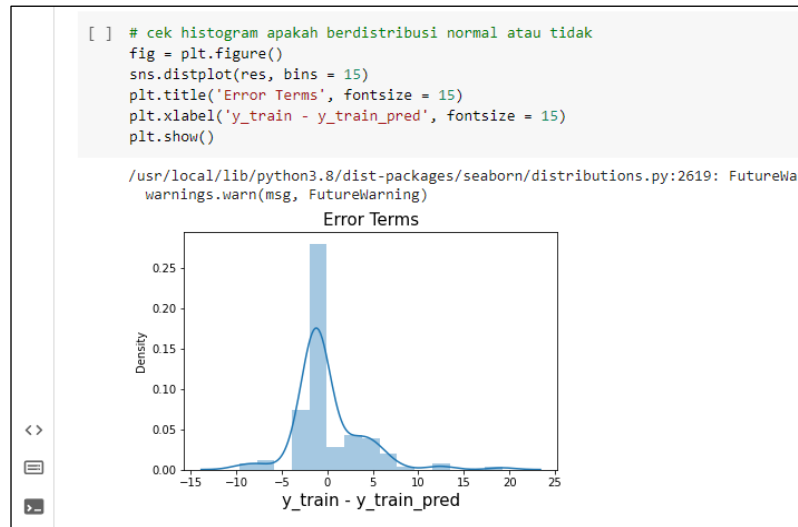 [ ] # cek histogram apakah berdistribusi normal atau tidak
fig = plt.figure()
sns.distplot(res, bins = 15)
plt.title('Error Terms', fontsize = 15)
plt.xlabel('y_train - y_train_pred', fontsize = 15)
plt.show()
/usr/local/lib/python3.8/dist-packages/seaborn/distributions.py:2619: FutureWa
warnings.warn(msg, FutureWarning)
Error Terms
0.25
0.20
0.15
0.10
0.05
0.00
Density
−15 −10 −5 0 5 10 15 20 25
y_train - y_train_pred